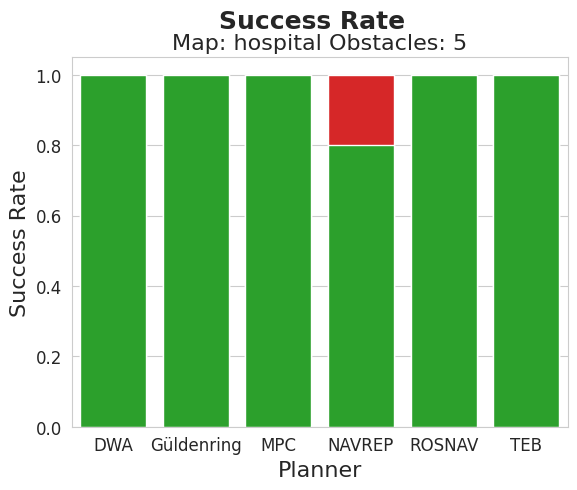 Success Rate
Map: hospital Obstacles: 5
Success Rate
1.0
0.8
0.6
0.4
0.2
0.0
DWA Güldenring MPC NAVREP ROSNAV TEB
Planner